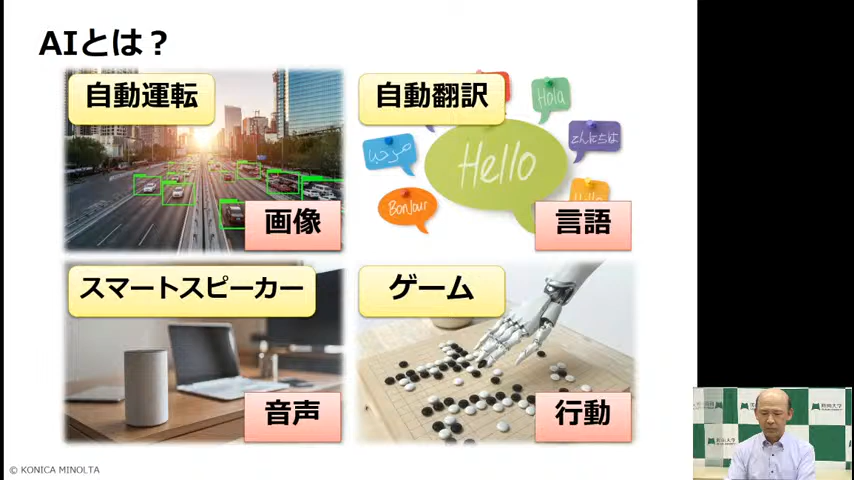 AIとは？
自動運転
画像
自動翻訳
Hola
مرحبا
こんにちは
Hello
Bonjour
言語
スマートスピーカー
音声
ゲーム
行動
© KONICA MINOLTA